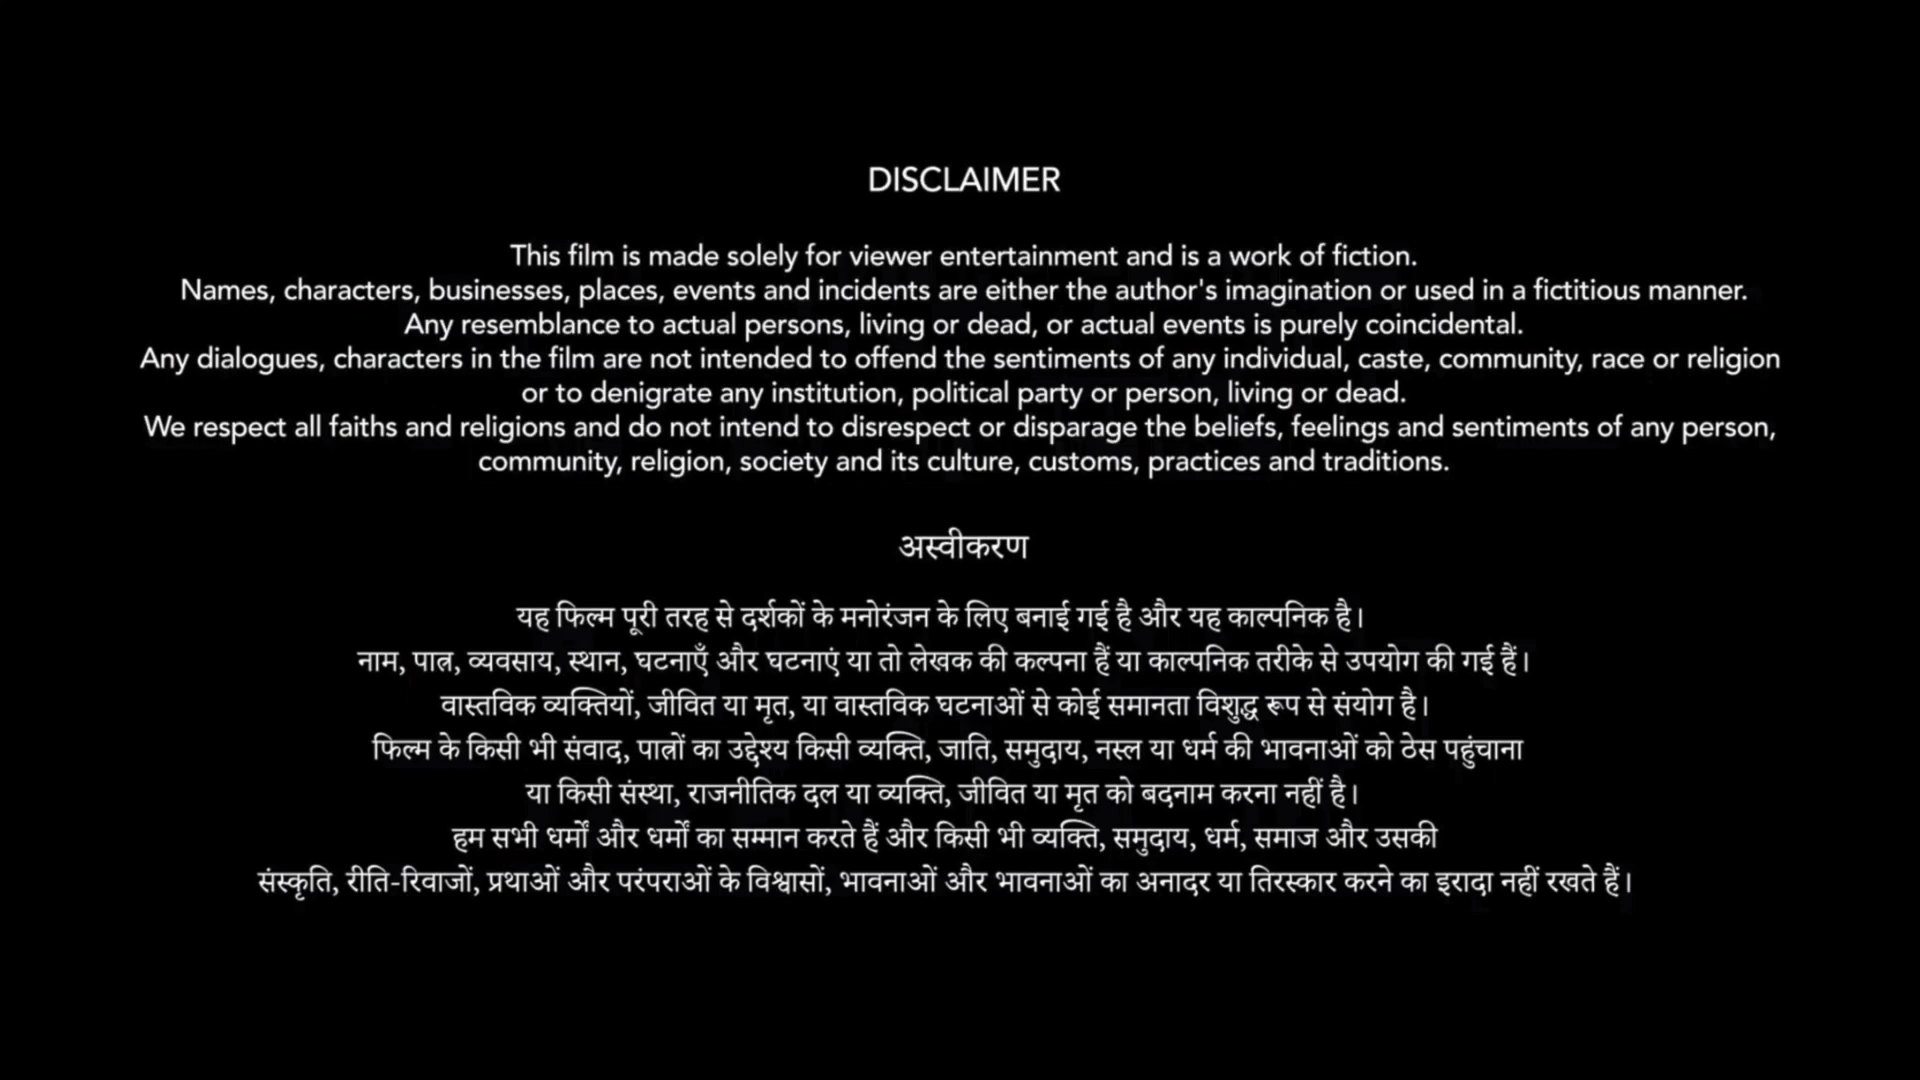 DISCLAIMER
This film is made solely for viewer entertainment and is a work of fiction.
Names, characters, businesses, places, events and incidents are either the author's imagination or used in a fictitious manner.
Any resemblance to actual persons, living or dead, or actual events is purely coincidental.
Any dialogues, characters in the film are not intended to offend the sentiments of any individual, caste, community, race or religion
or to denigrate any institution, political party or person, living or dead.
We respect all faiths and religions and do not intend to disrespect or disparage the beliefs, feelings and sentiments of any person,
community, religion, society and its culture, customs, practices and traditions.
अस्वीकरण
यह फिल्म पूरी तरह से दर्शकों के मनोरंजन के लिए बनाई गई है और यह काल्पनिक है।
नाम, पात्र, व्यवसाय, स्थान, घटनाएँ और घटनाएं या तो लेखक की कल्पना हैं या काल्पनिक तरीके से उपयोग की गई हैं।
वास्तविक व्यक्तियों, जीवित या मृत, या वास्तविक घटनाओं से कोई समानता विशुद्ध रूप से संयोग है।
फिल्म के किसी भी संवाद, पात्रों का उद्देश्य किसी व्यक्ति, जाति, समुदाय, नस्ल या धर्म की भावनाओं को ठेस पहुंचाना
या किसी संस्था, राजनीतिक दल या व्यक्ति, जीवित या मृत को बदनाम करना नहीं है।
हम सभी धर्मों और धर्मों का सम्मान करते हैं और किसी भी व्यक्ति, समुदाय, धर्म, समाज और उसकी
संस्कृति, रीति-रिवाजों, प्रथाओं और परंपराओं के विश्वासों, भावनाओं और भावनाओं का अनादर या तिरस्कार करने का इरादा नहीं रखते हैं।